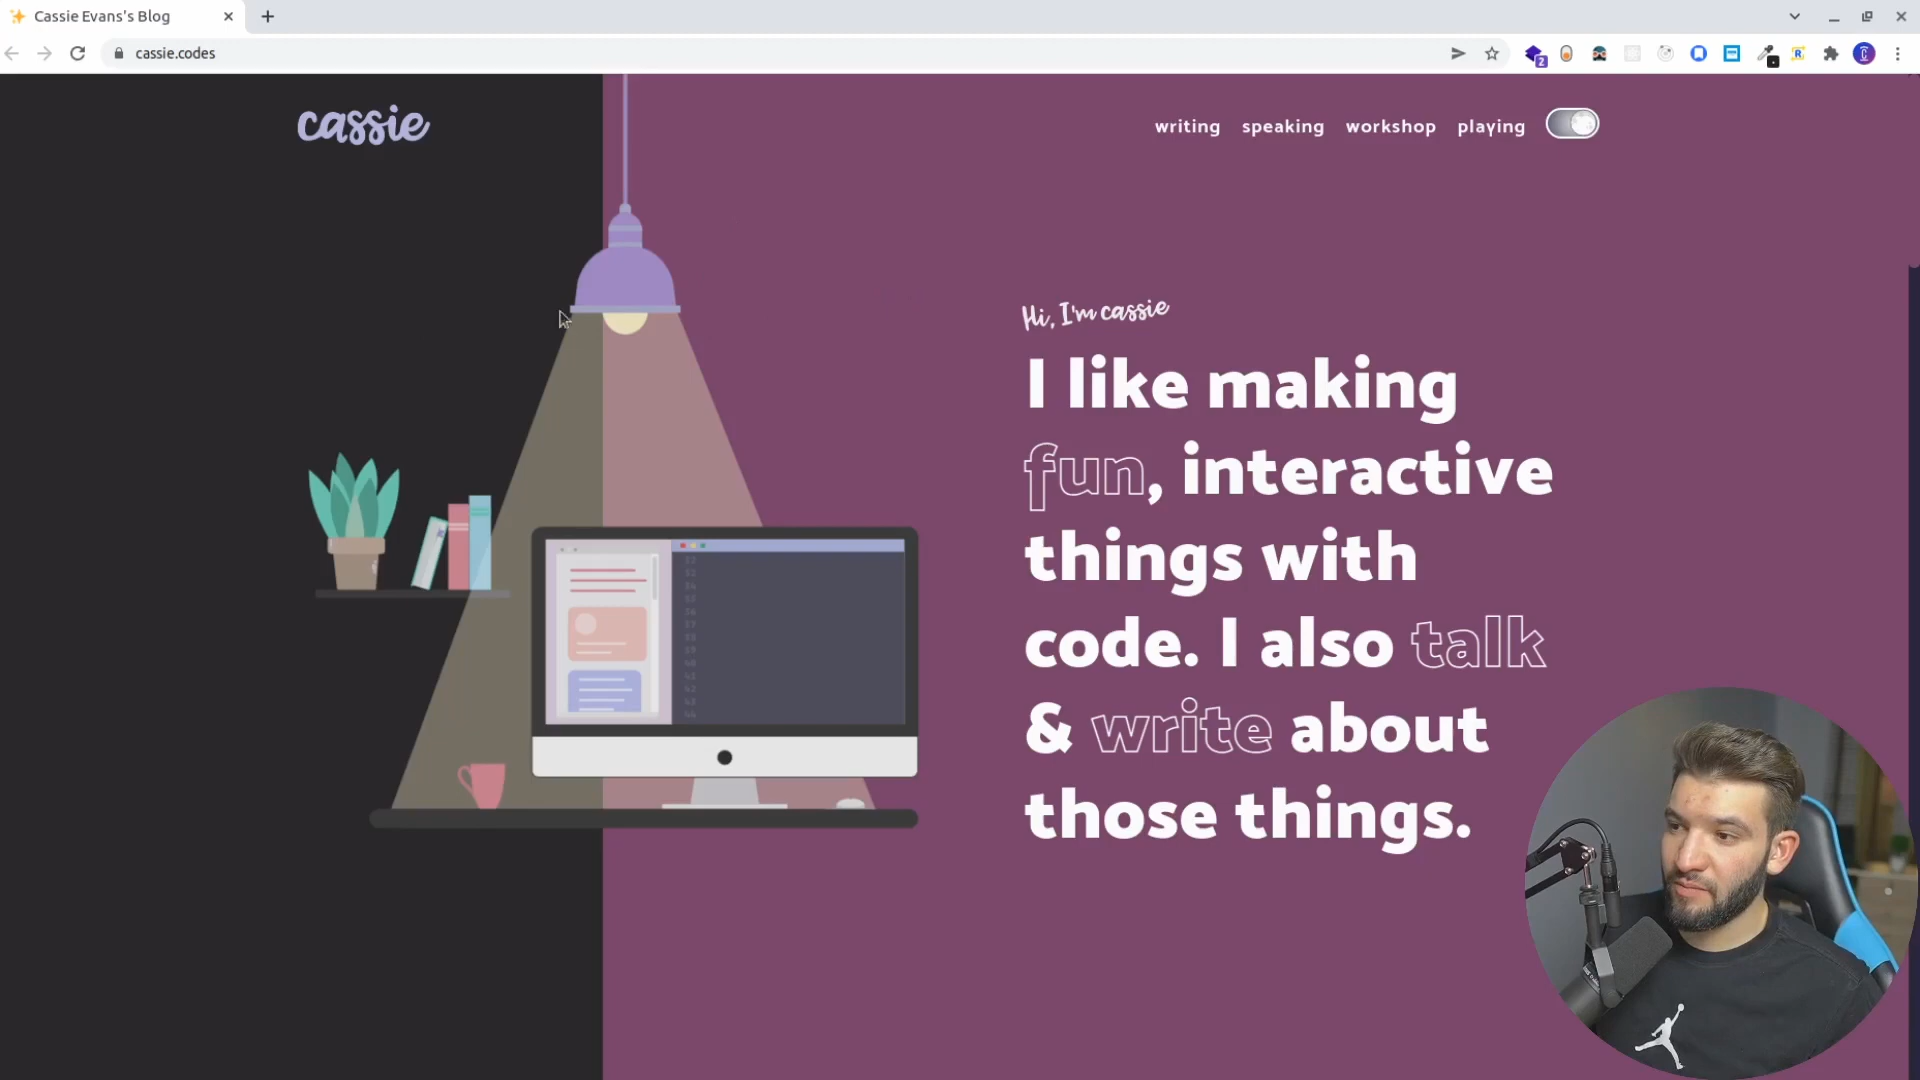 Cassie Evans's Blog
cassie.codes
2
R
cassie
writing speaking workshop playing
Hi, I'm cassie
I like making
fun, interactive
things with
code. I also talk
& write about
those things.